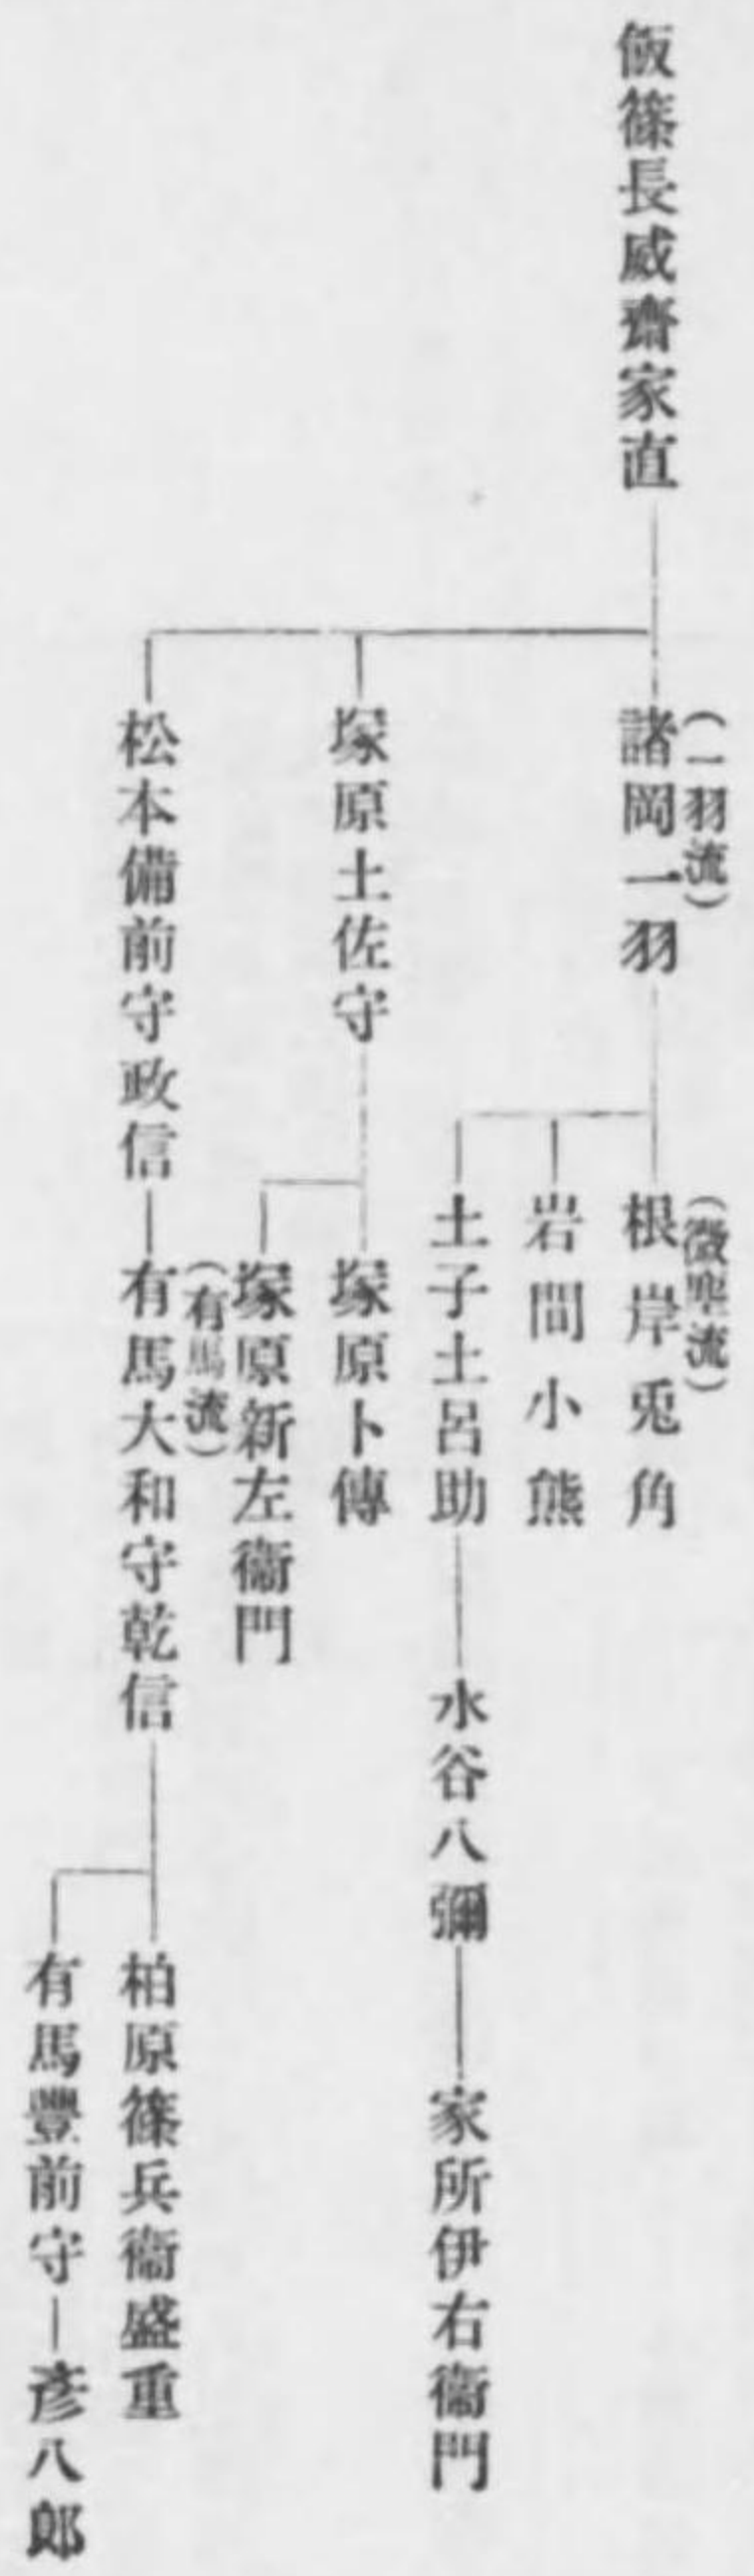 飯篠長威齋家直
(一羽流)
諸岡一羽
(微塵流)
根岸兎角
岩間小熊
土子土呂助
水谷八彌
家所伊右衞門
塚原土佐守
塚原卜傳
塚原新左衞門
松本備前守政信
(有馬流)
有馬大和守乾信
柏原篠兵衞盛重
有馬豐前守
彦八郎